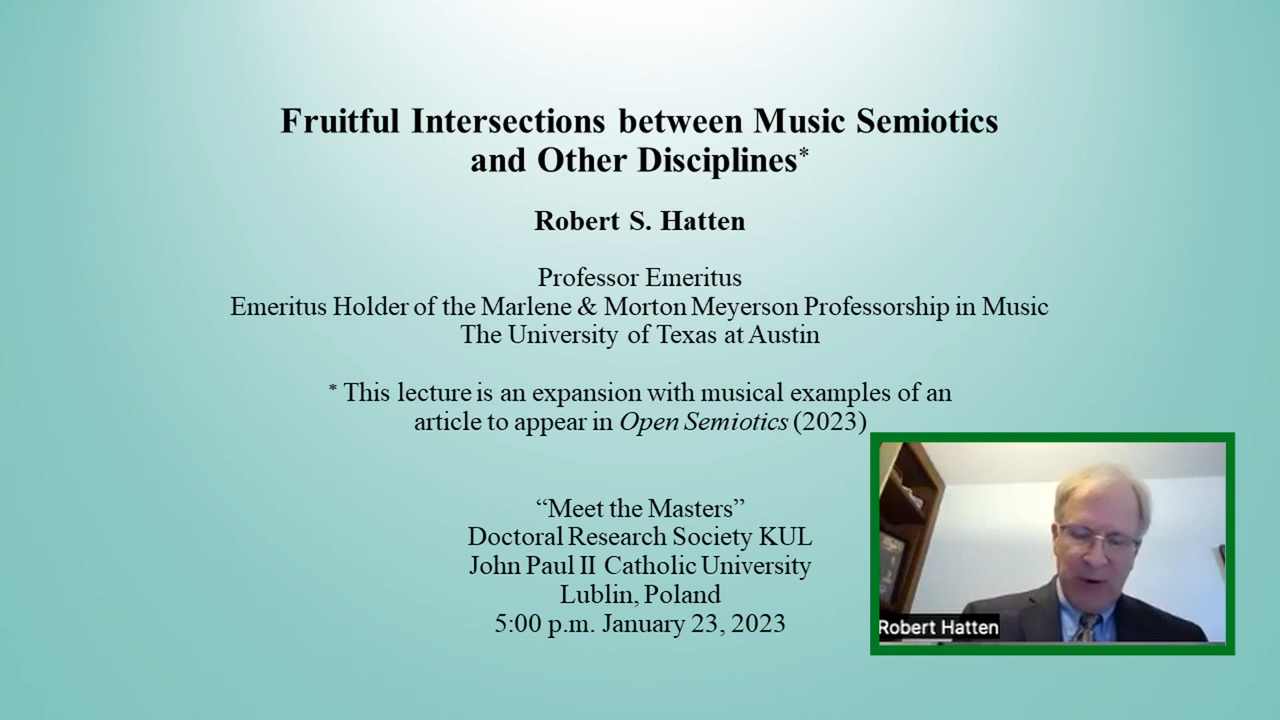 Fruitful Intersections between Music Semiotics
and Other Disciplines*
Robert S. Hatten
Professor Emeritus
Emeritus Holder of the Marlene & Morton Meyerson Professorship in Music
The University of Texas at Austin
* This lecture is an expansion with musical examples of an
article to appear in Open Semiotics (2023)
“Meet the Masters”
Doctoral Research Society KUL
John Paul II Catholic University
Lublin, Poland
5:00 p.m. January 23, 2023
Robert Hatten